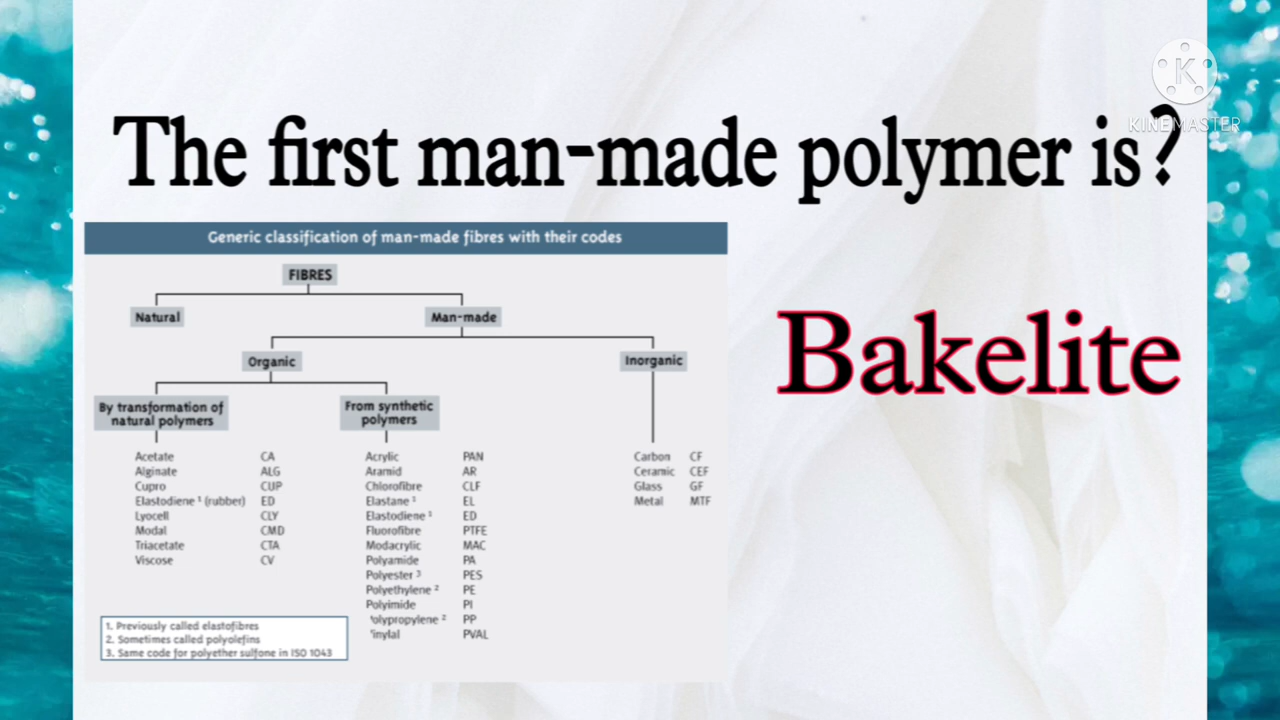 K
KINEMASTER
The first man-made polymer is?
Generic classification of man-made fibres with their codes
FIBRES
Natural
Man-made
Organic
Inorganic
By transformation of
natural polymers
From synthetic
polymers
Acetate CA
Alginate ALG
Cupro CUP
Elastodiene ¹ (rubber) ED
Lyocell CLY
Modal CMD
Triacetate CTA
Viscose CV
Acrylic PAN
Aramid AR
Chlorofibre CLF
Elastane ¹ EL
Elastodiene ¹ ED
Fluorofibre PTFE
Modacrylic MAC
Polyamide PA
Polyester ³ PES
Polyethylene ² PE
Polyimide PI
olypropylene ² PP
inylal PVAL
Carbon CF
Ceramic CEF
Glass GF
Metal MTF
1. Previously called elastofibres
2. Sometimes called polyolefins
3. Same code for polyether sulfone in ISO 1043
Bakelite